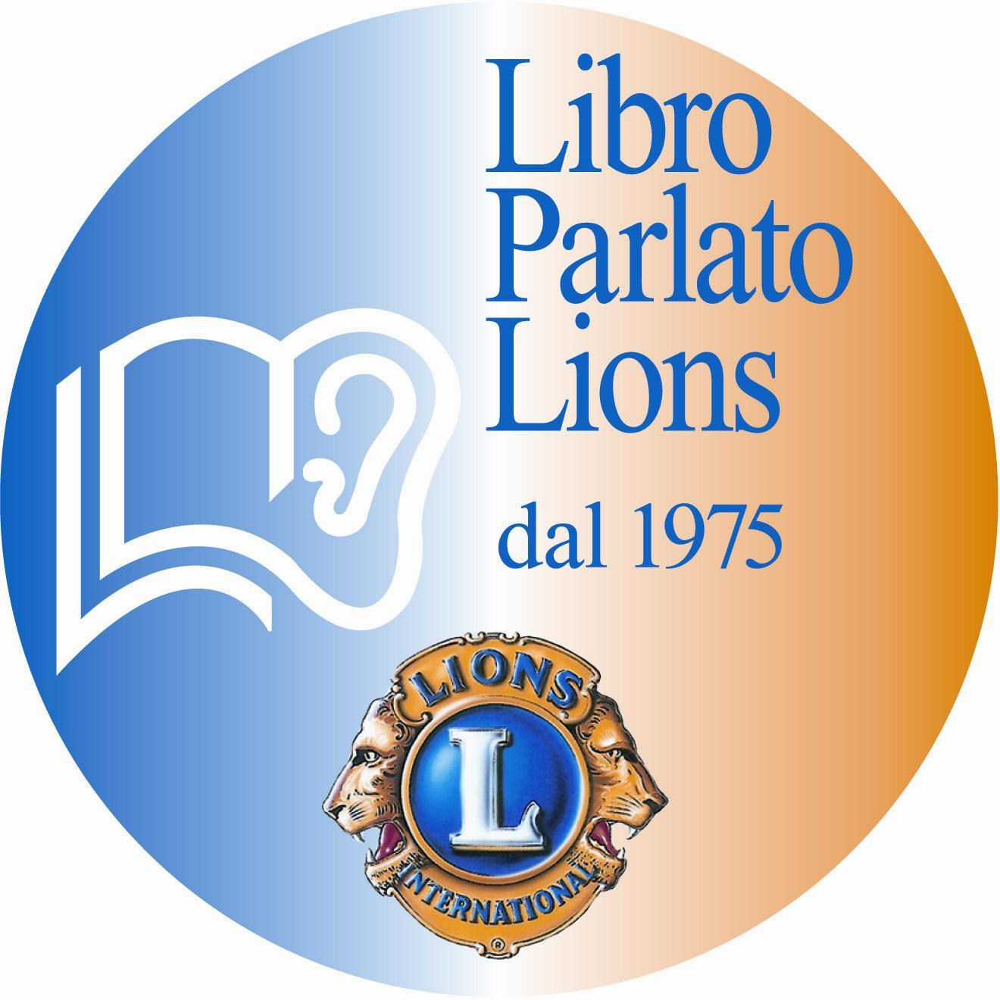 Libro
Parlato
Lions
dal 1975
LIONS
L
INTERNATIONAL
®